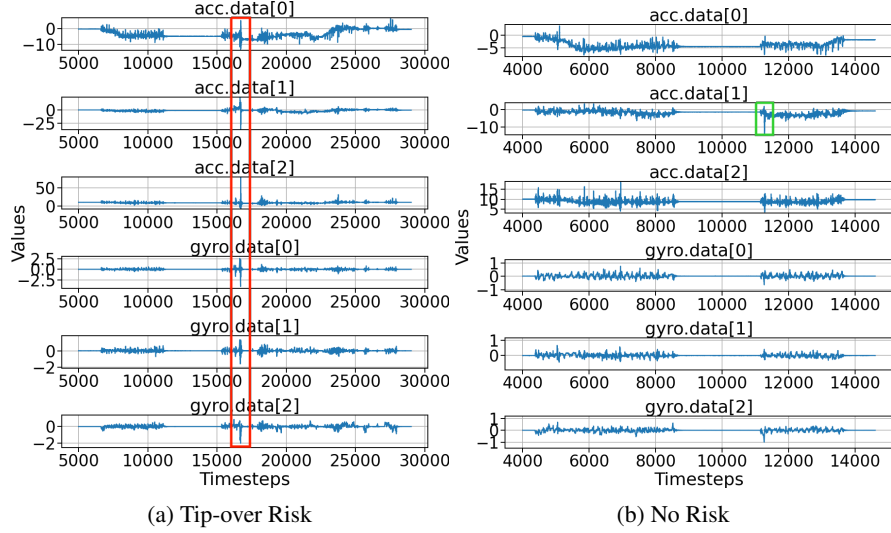 acc.data[0]
0
−10
5000 10000 15000 20000 25000 30000
acc.data[1]
0
−25
5000 10000 15000 20000 25000 30000
acc.data[2]
50
0
5000 10000 15000 20000 25000 30000
gyro.data[0]
2.5
0.0
−2.5
5000 10000 15000 20000 25000 30000
gyro.data[1]
0
−2
5000 10000 15000 20000 25000 30000
gyro.data[2]
0
−2
5000 10000 15000 20000 25000 30000
Values
Timesteps
(a) Tip-over Risk
acc.data[0]
0
−5
4000 6000 8000 10000 12000 14000
acc.data[1]
0
−10
4000 6000 8000 10000 12000 14000
acc.data[2]
15
10
5
4000 6000 8000 10000 12000 14000
gyro.data[0]
1
0
−1
4000 6000 8000 10000 12000 14000
gyro.data[1]
1
0
4000 6000 8000 10000 12000 14000
gyro.data[2]
1
0
−1
4000 6000 8000 10000 12000 14000
Values
Timesteps
(b) No Risk